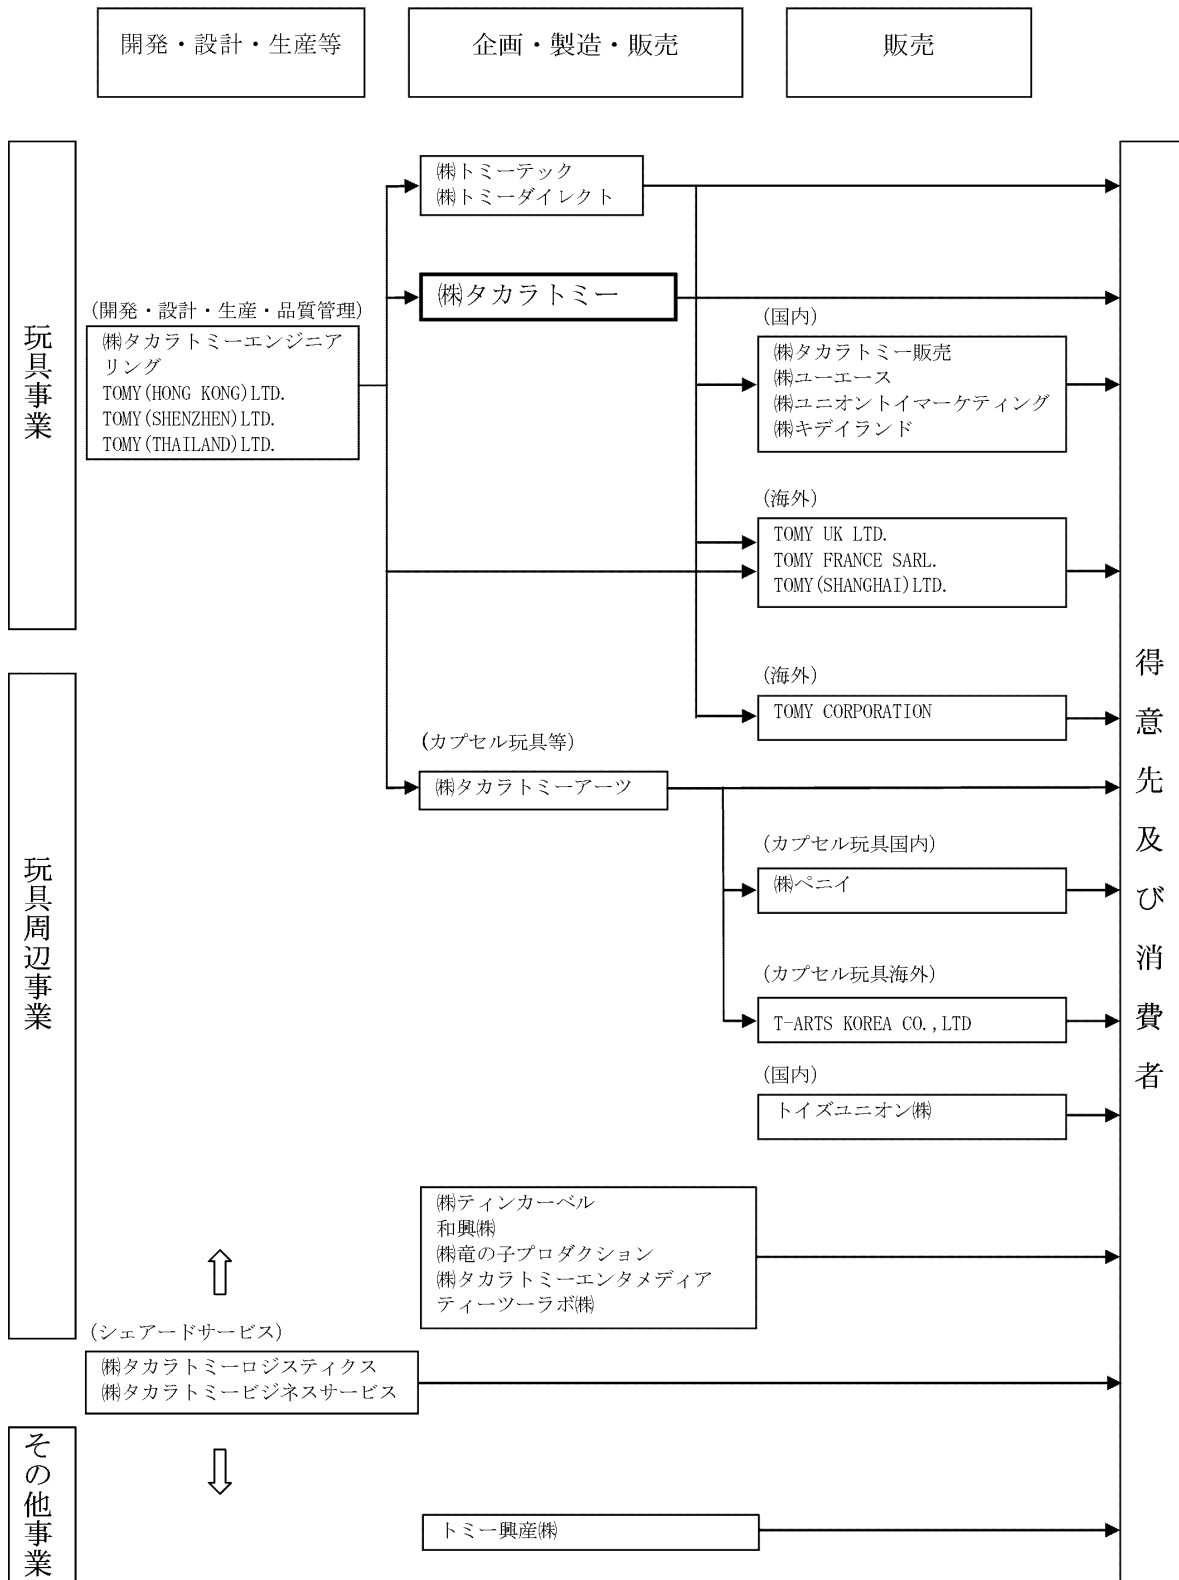 開発・設計・生産等
企画・製造・販売
販売
玩具事業
(開発・設計・生産・品質管理)
㈱タカラトミーエンジニア
リング
TOMY(HONG KONG)LTD.
TOMY(SHENZHEN)LTD.
TOMY(THAILAND)LTD.
㈱トミーテック
㈱トミーダイレクト
㈱タカラトミー
(国内)
㈱タカラトミー販売
㈱ユーエース
㈱ユニオントイマーケティング
㈱キデイランド
(海外)
TOMY UK LTD.
TOMY FRANCE SARL.
TOMY(SHANGHAI)LTD.
(海外)
TOMY CORPORATION
玩具周辺事業
(カプセル玩具等)
㈱タカラトミーアーツ
(カプセル玩具国内)
㈱ペニイ
(カプセル玩具海外)
T-ARTS KOREA CO.,LTD
(国内)
トイズユニオン㈱
㈱ティンカーベル
和興㈱
㈱竜の子プロダクション
㈱タカラトミーエンタメディア
ティーツーラボ㈱
(シェアードサービス)
㈱タカラトミーロジスティクス
㈱タカラトミービジネスサービス
その他事業
トミー興産㈱
得意先及び消費者